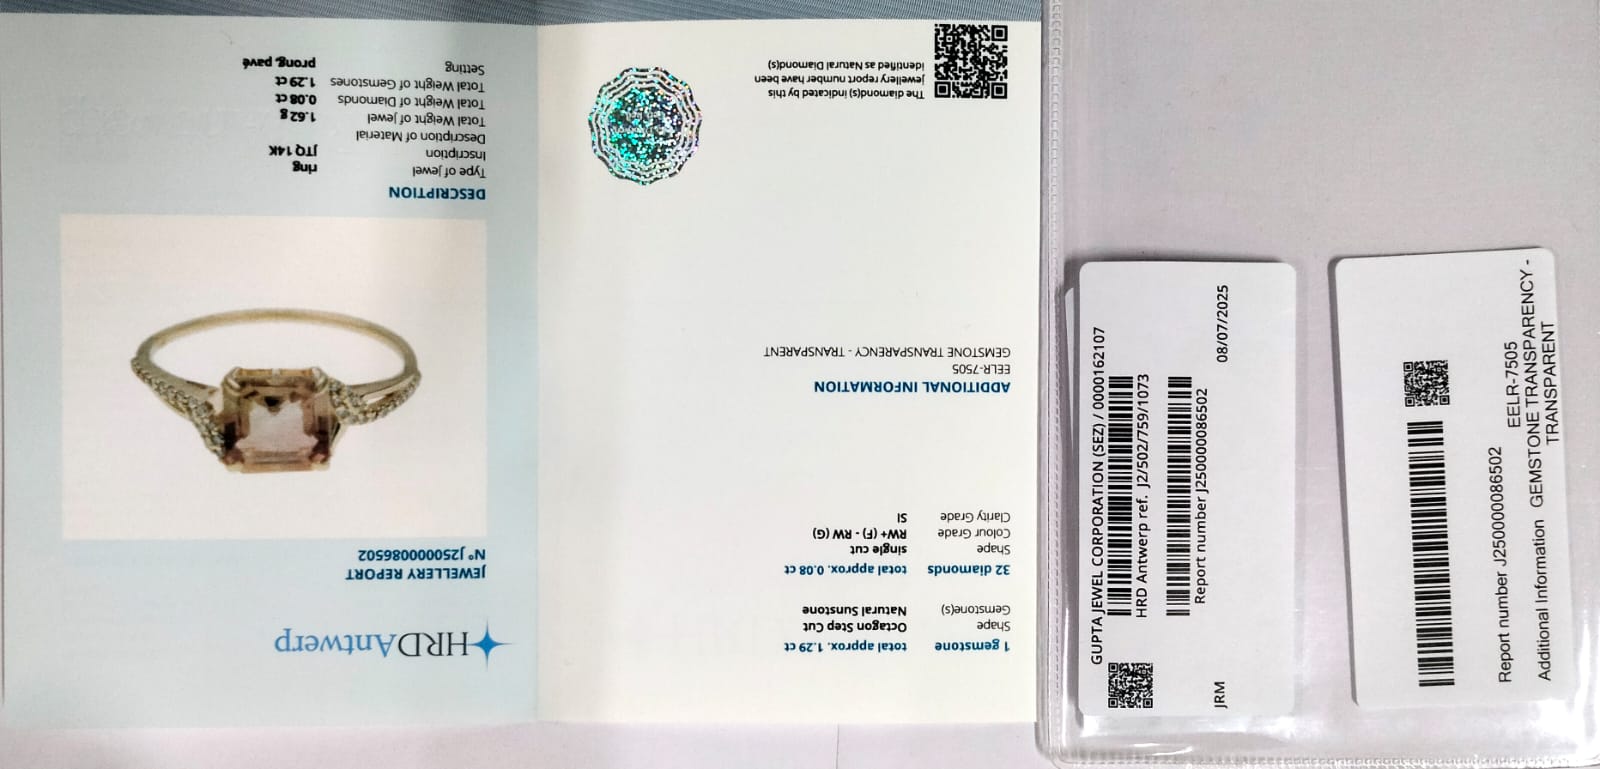 HRDAntwerp
JEWELLERY REPORT
N° J250000086502
DESCRIPTION
Type of jewel ring
Inscription JTQ 14K
Description of Material
Total Weight of Jewel 1.62 g
Total Weight of Diamonds 0.08 ct
Total Weight of Gemstones 1.29 ct
Setting prong, pavé
1 gemstone total approx. 1.29 ct
Shape Octagon Step Cut
Gemstone(s) Natural Sunstone
32 diamonds total approx. 0.08 ct
Shape single cut
Colour Grade RW+ (F) - RW (G)
Clarity Grade SI
ADDITIONAL INFORMATION
EELR-7505
GEMSTONE TRANSPARENCY - TRANSPARENT
The diamond(s) indicated by this
jewellery report number have been
identified as Natural Diamond(s)
GUPTA JEWEL CORPORATION (SEZ) / 0000162107
HRD Antwerp ref. J2/502/759/1073
Report number J250000086502
JRM 08/07/2025
Report number J250000086502
EELR-7505
Additional Information GEMSTONE TRANSPARENCY -
TRANSPARENT